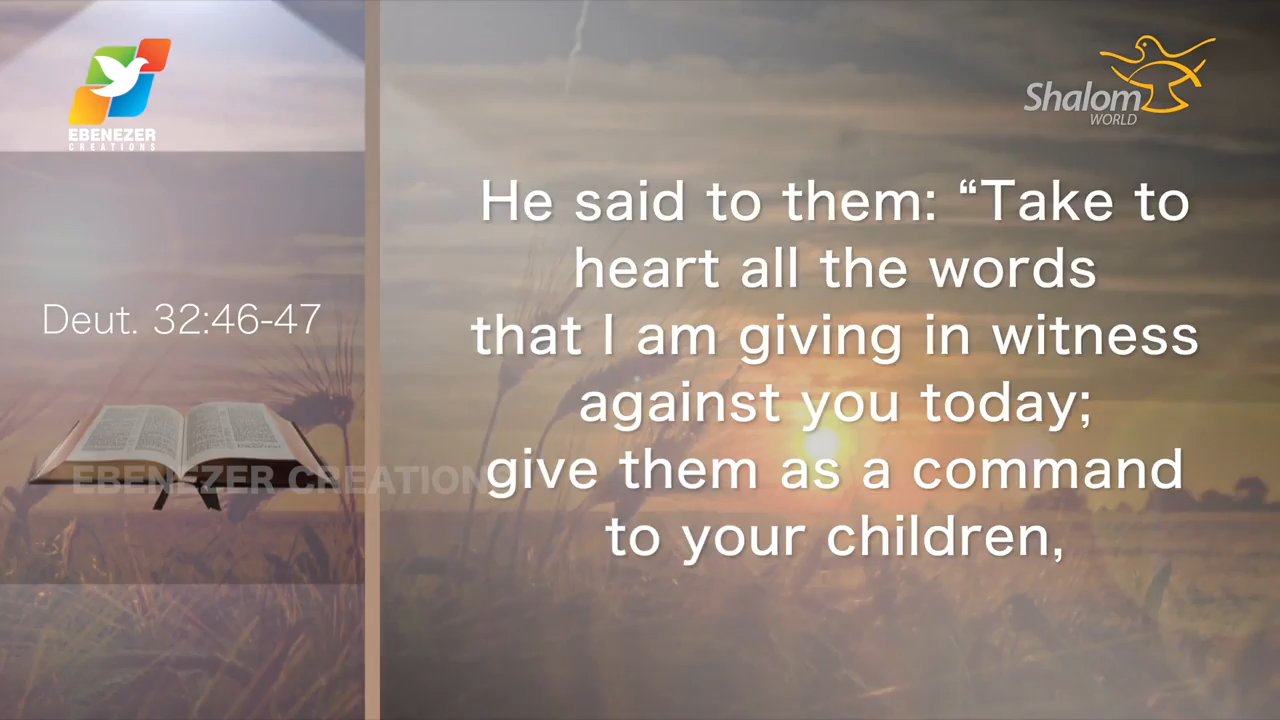 EBENEZER
CREATIONS
Shalom
WORLD
Deut. 32:46-47
He said to them: “Take to
heart all the words
that I am giving in witness
against you today;
give them as a command
to your children,
EBENEZER CREATION